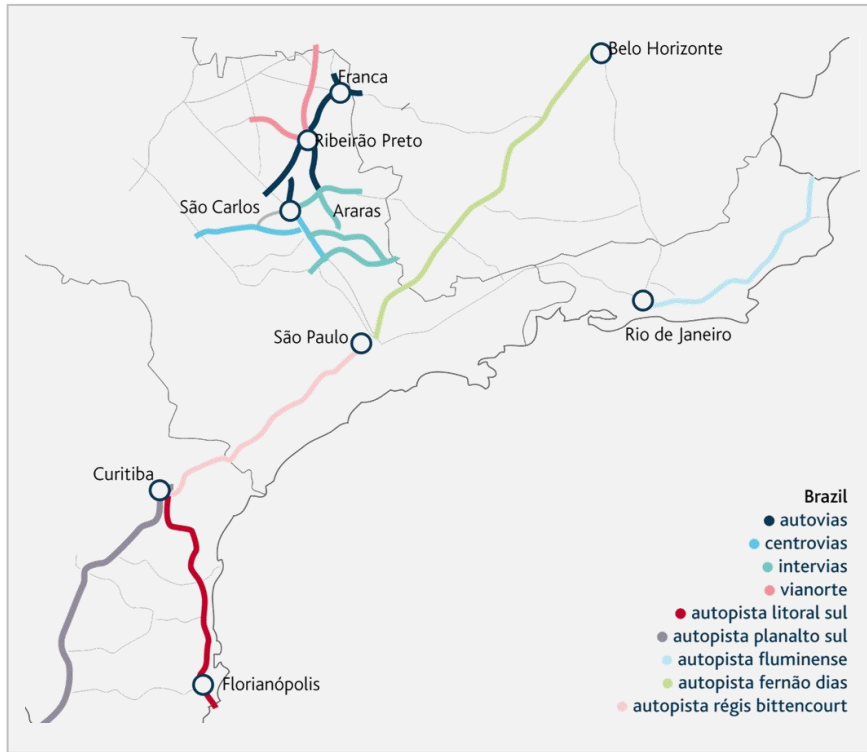 Belo Horizonte
Franca
Ribeirão Preto
São Carlos
Araras
São Paulo
Rio de Janeiro
Curitiba
Florianópolis
Brazil
autovias
centrovias
intervias
vianorte
autopista litoral sul
autopista planalto sul
autopista fluminense
autopista fernão dias
autopista régis bittencourt